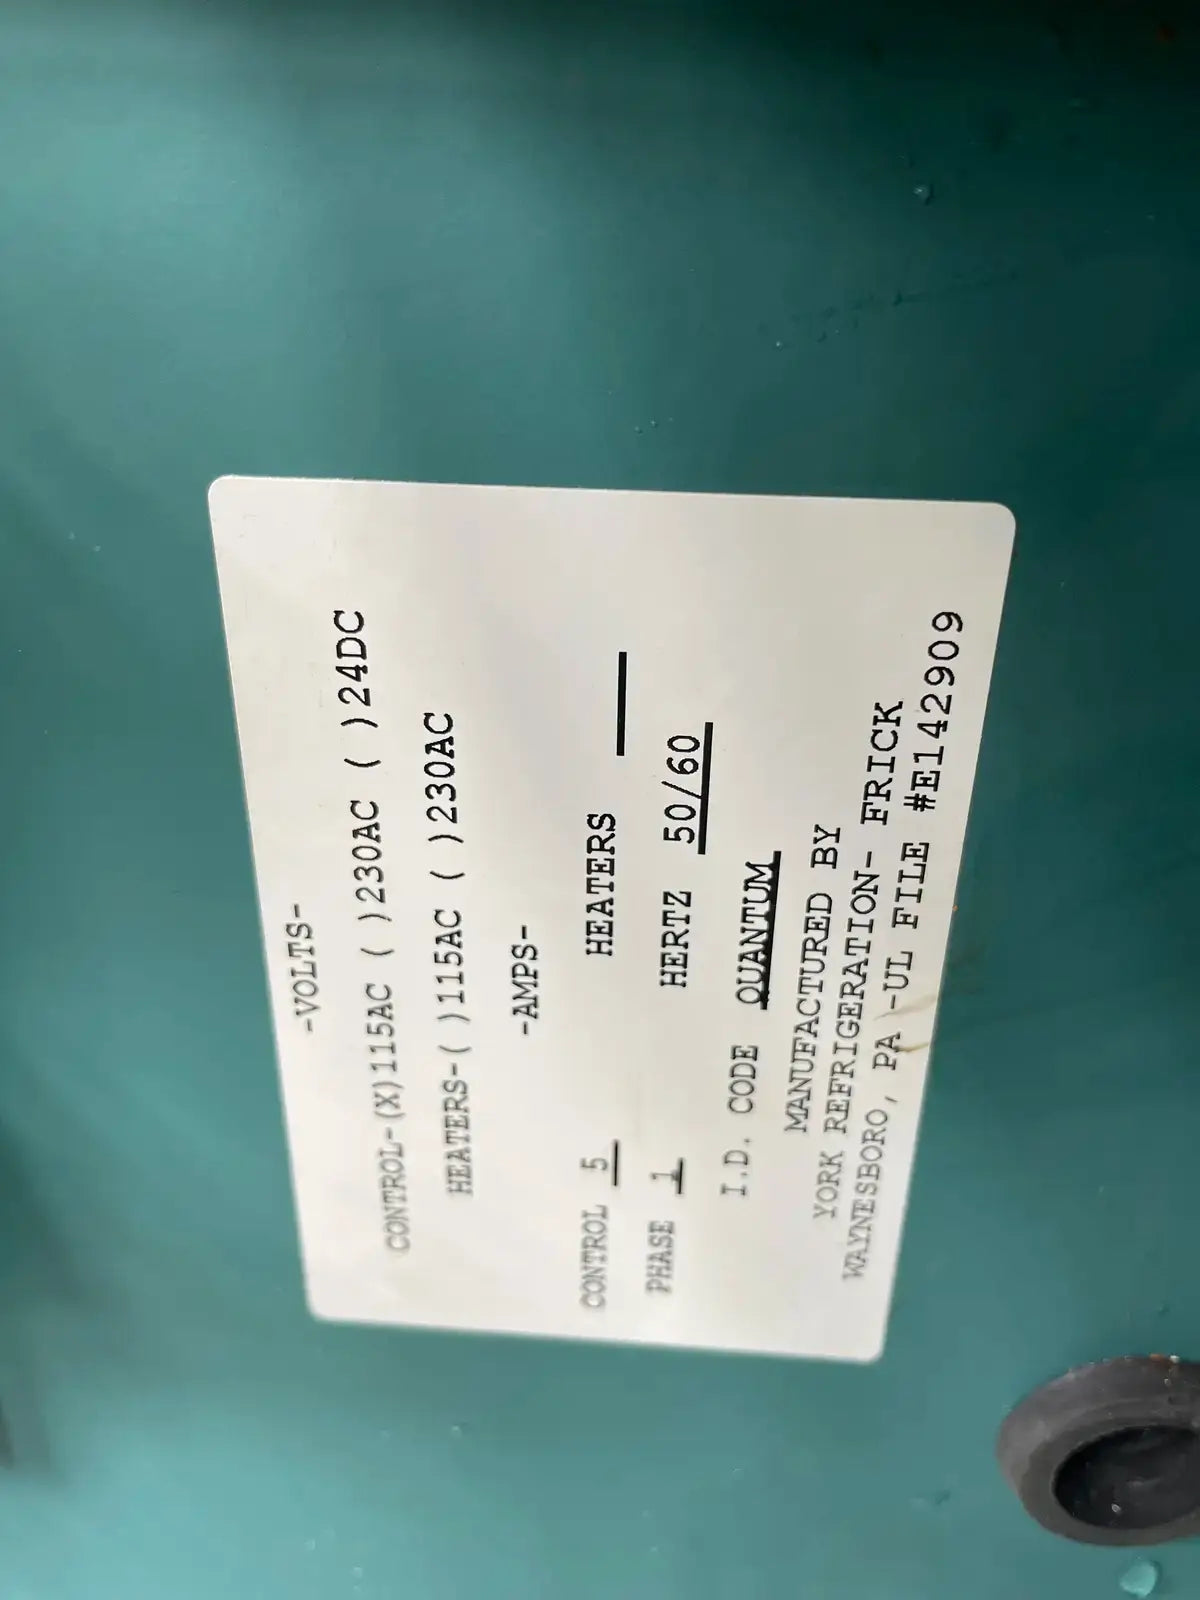 -VOLTS-
CONTROL-(X)115AC ( )230AC ( )24DC
HEATERS-( )115AC ( )230AC
-AMPS-
CONTROL 5 HEATERS
PHASE 1 HERTZ 50/60
I.D. CODE QUANTUM
MANUFACTURED BY
YORK REFRIGERATION- FRICK
WAYNESBORO, PA -UL FILE #E142909